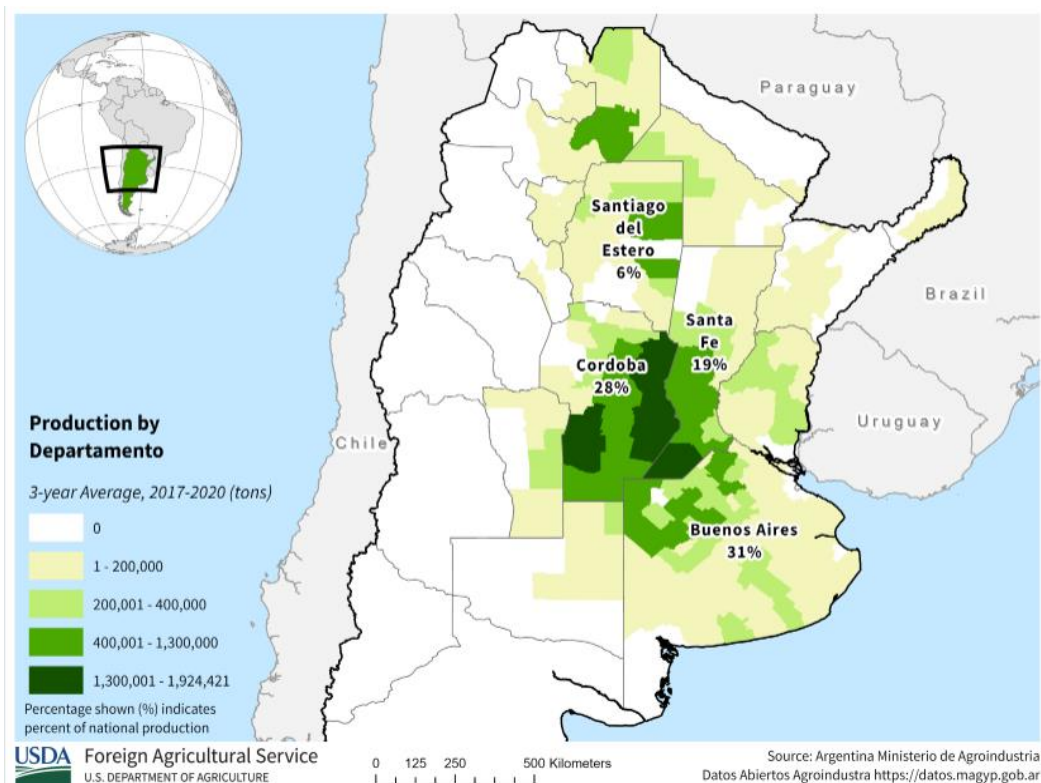 Paraguay
Santiago
del
Estero
6%
Brazil
Santa
Fe
19%
Cordoba
28%
Uruguay
Chile
Buenos Aires
31%
Production by
Departamento
3-year Average, 2017-2020 (tons)
0
1 - 200,000
200,001 - 400,000
400,001 - 1,300,000
1,300,001 - 1,924,421
Percentage shown (%) indicates
percent of national production
USDA
Foreign Agricultural Service
U.S. DEPARTMENT OF AGRICULTURE
0 125 250 500 Kilometers
Source: Argentina Ministerio de Agroindustria
Datos Abiertos Agroindustra https://datos.magyp.gob.ar